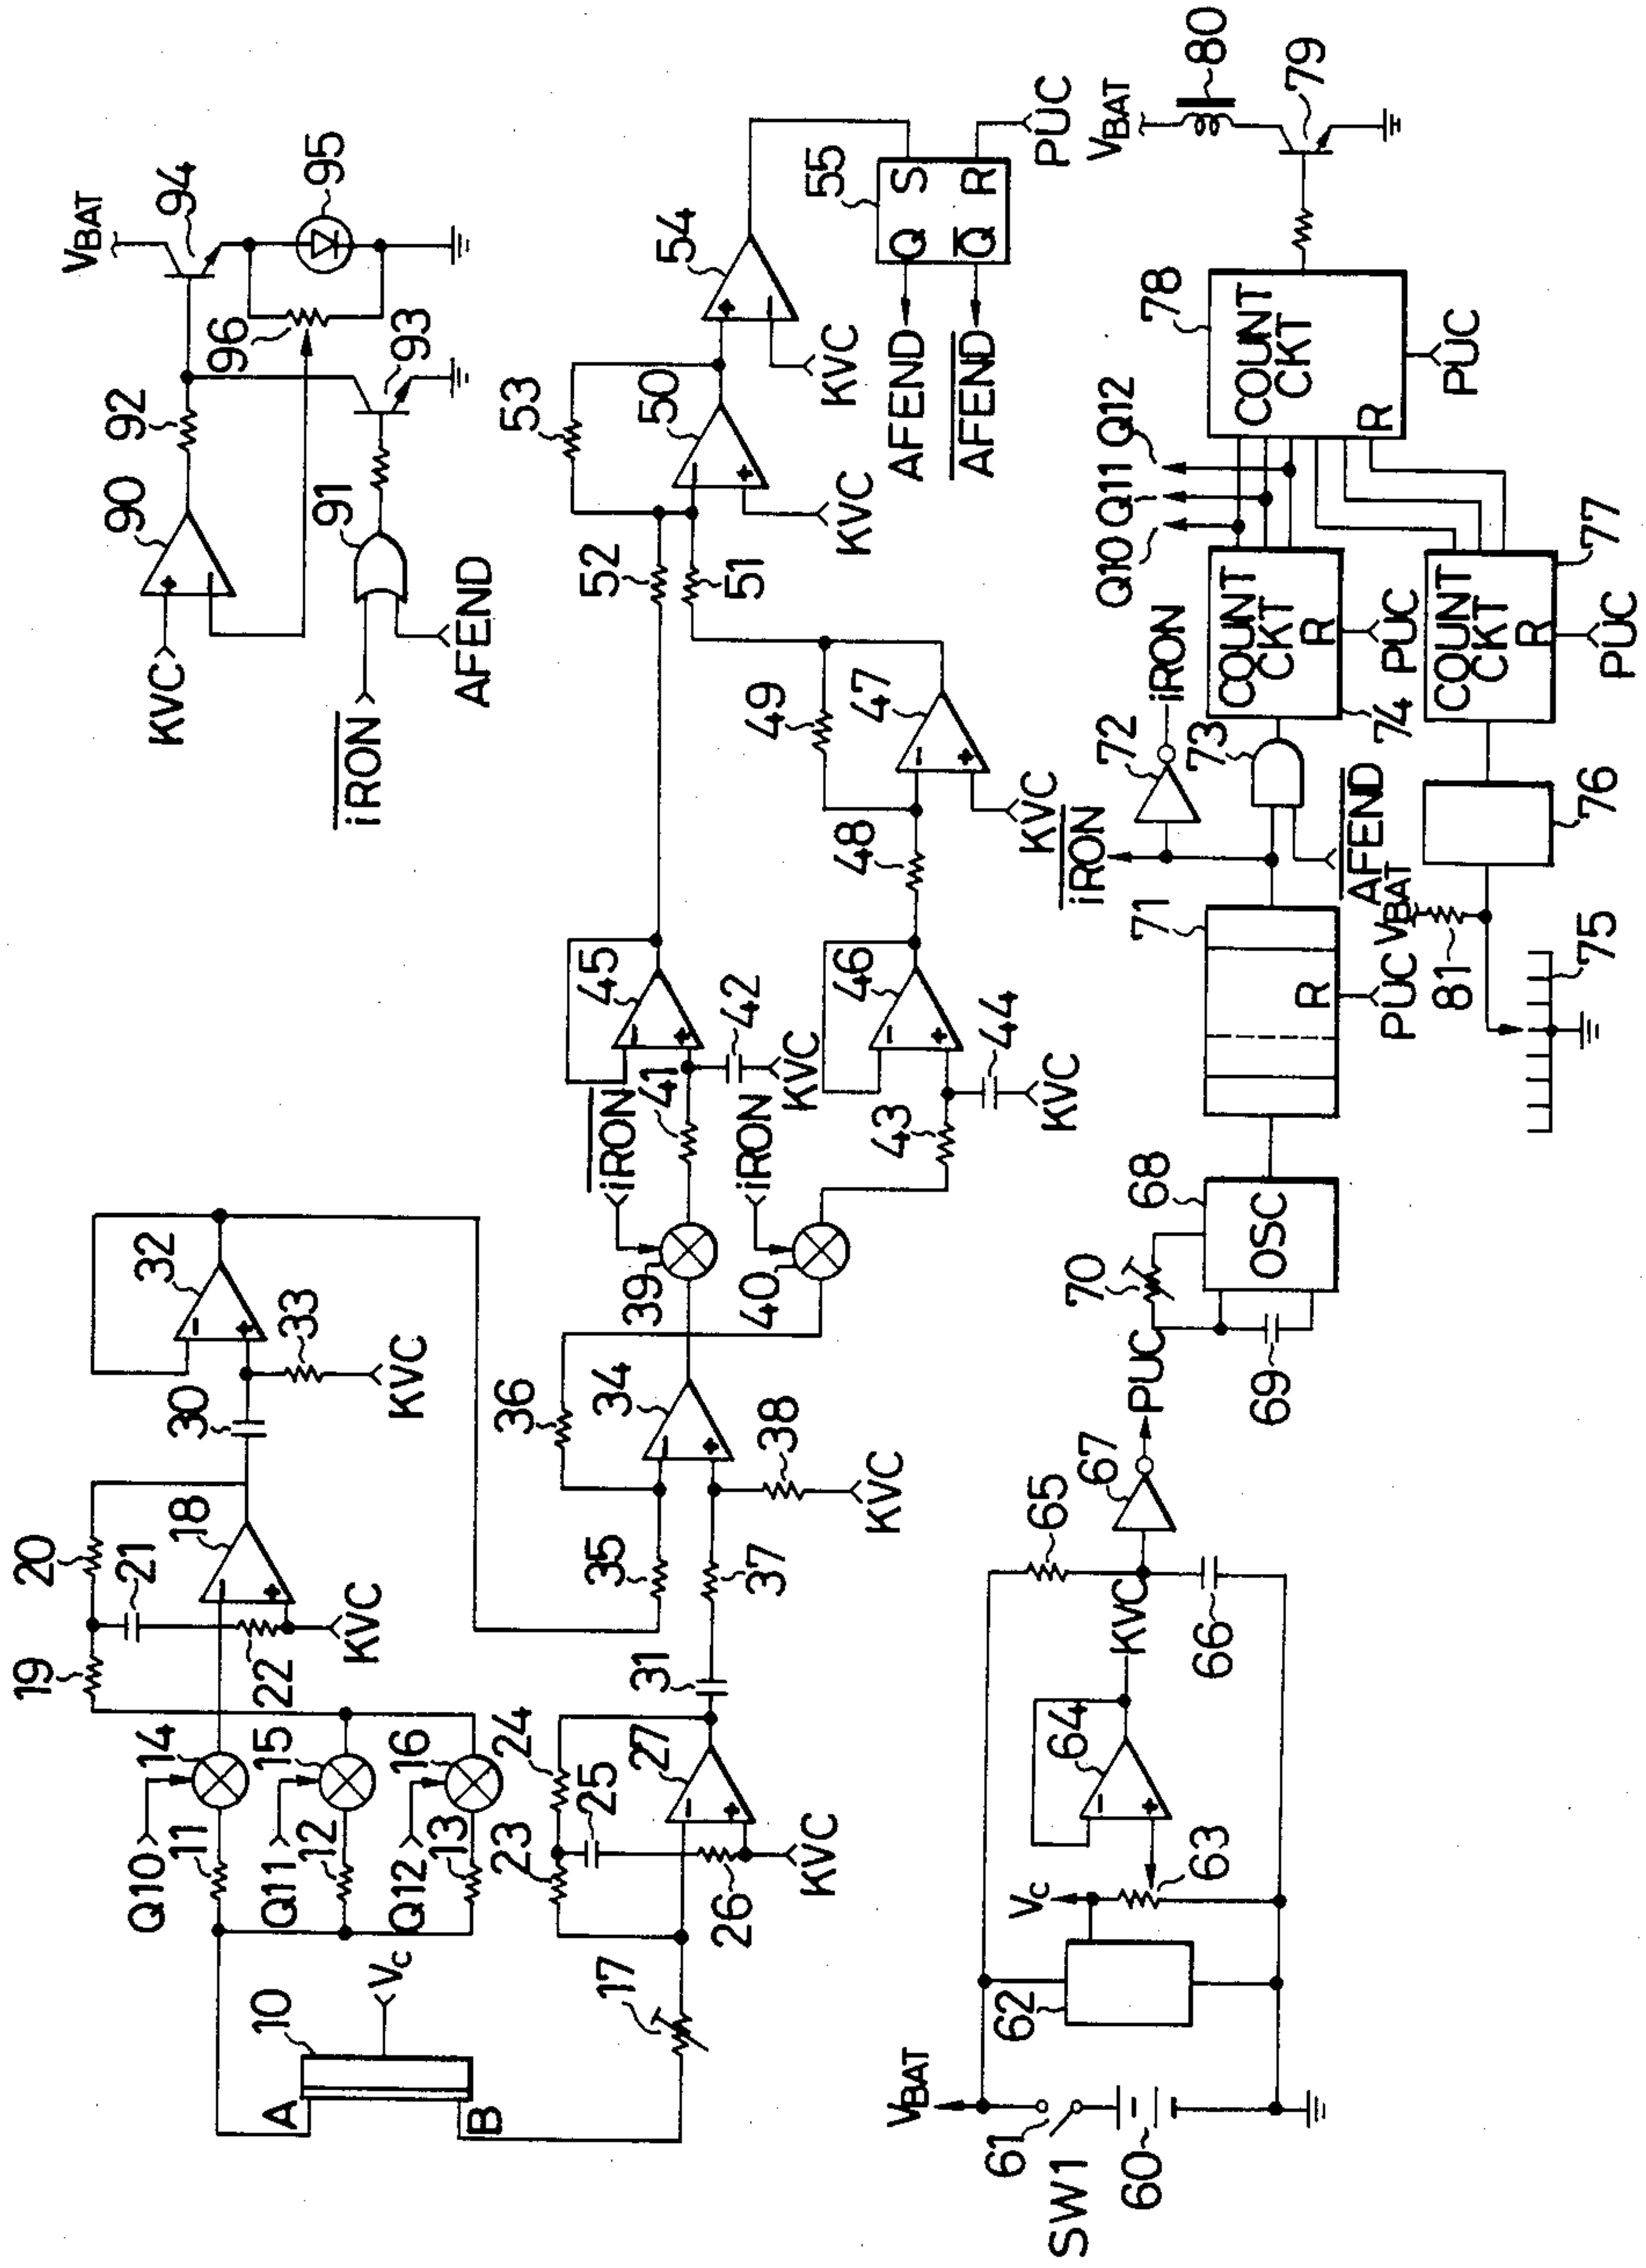 A
10
B
VC
Q10
11
14
Q11
12
15
Q12
13
16
19
20
21
22
18
KVC
30
32
33
KVC
17
23
24
25
26
27
KVC
31
35
36
34
37
38
KVC
39
40
iRON
iRON
41
42
KVC
43
44
KVC
45
46
48
49
47
KVC
52
51
53
50
KVC
54
KVC
55
Q
S
Q
R
AFEND
AFEND
PUC
KVC
90
92
iRON
AFEND
91
93
94
VBAT
95
96
VBAT
61
SW1
60
62
VC
63
64
KVC
65
66
67
PUC
70
69
68
OSC
71
R
PUC
iRON
72
iRON
73
AFEND
74
COUNT
CKT
R
PUC
Q10
Q11
Q12
75
VBAT
81
76
77
COUNT
CKT
R
PUC
78
COUNT
CKT
R
PUC
VBAT
80
79